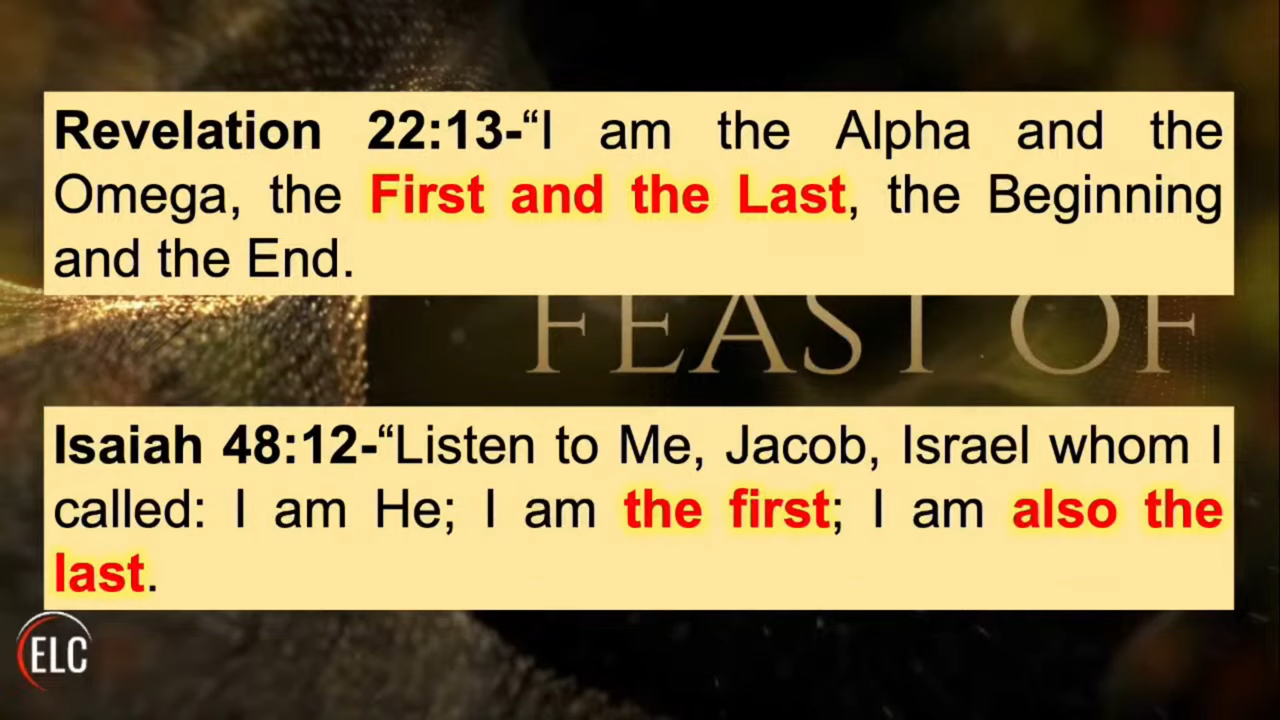 Revelation 22:13-“I am the Alpha and the
Omega, the First and the Last, the Beginning
and the End.
FEAST OF
Isaiah 48:12-“Listen to Me, Jacob, Israel whom I
called: I am He; I am the first; I am also the
last.
ELC